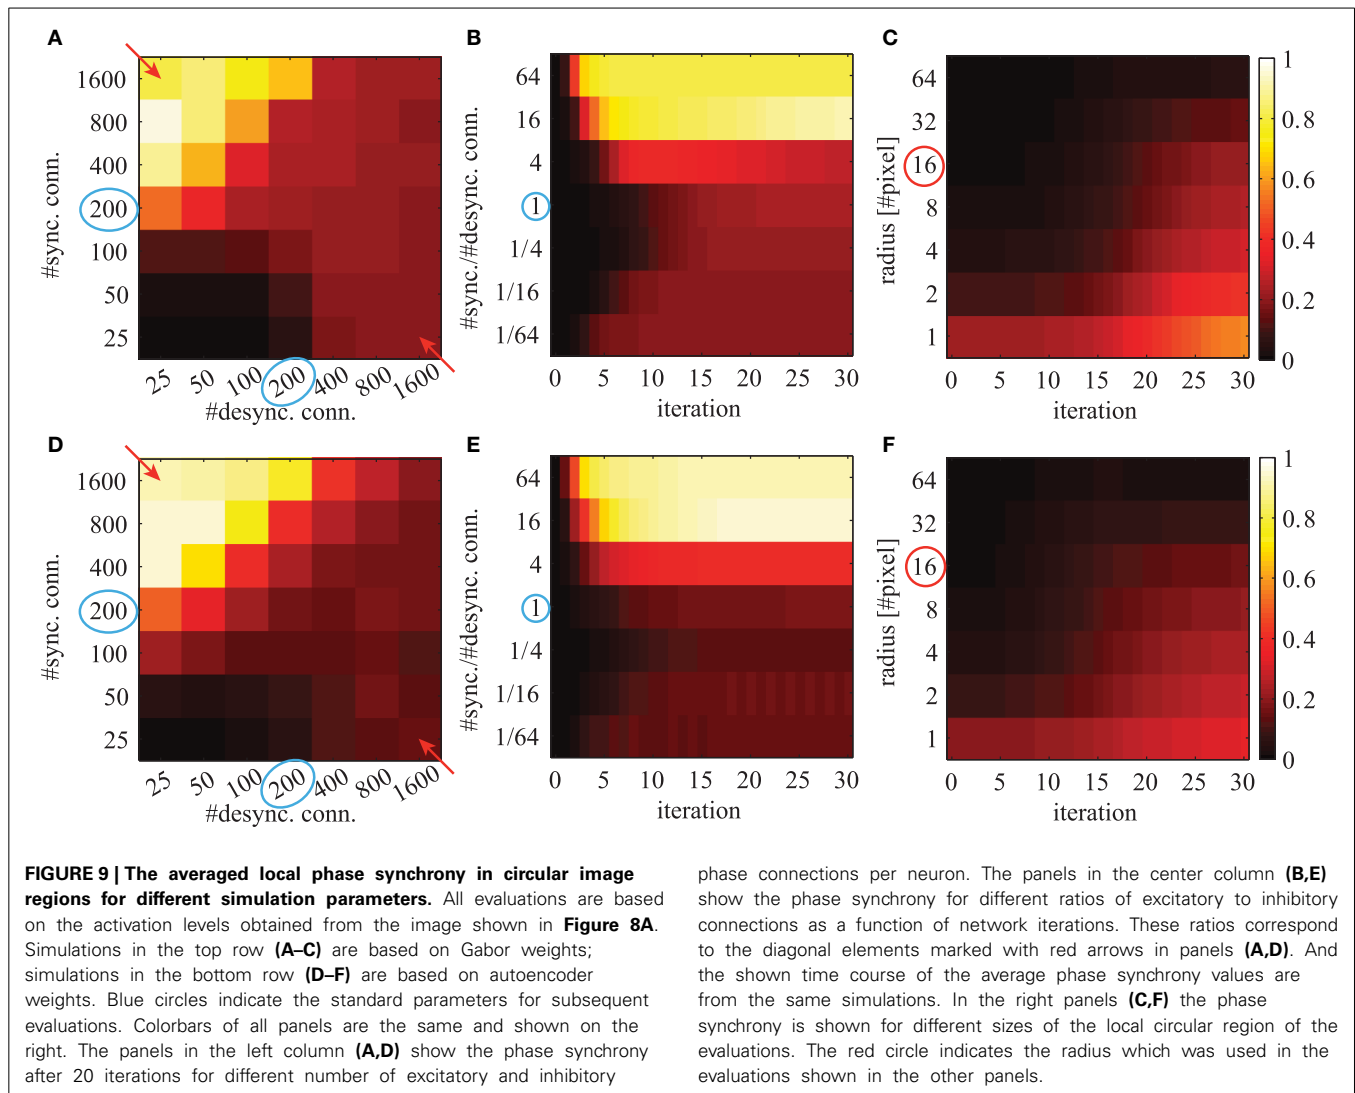 A
#sync. conn.
1600
800
400
200
100
50
25
25
50
100
200
400
800
1600
#desync. conn.
B
#sync./#desync. conn.
64
16
4
1
1/4
1/16
1/64
0 5 10 15 20 25 30
iteration
C
radius [#pixel]
64
32
16
8
4
2
1
0 5 10 15 20 25 30
iteration
1
0.8
0.6
0.4
0.2
0
D
#sync. conn.
1600
800
400
200
100
50
25
25
50
100
200
400
800
1600
#desync. conn.
E
#sync./#desync. conn.
64
16
4
1
1/4
1/16
1/64
0 5 10 15 20 25 30
iteration
F
radius [#pixel]
64
32
16
8
4
2
1
0 5 10 15 20 25 30
iteration
1
0.8
0.6
0.4
0.2
0
FIGURE 9 | The averaged local phase synchrony in circular image
regions for different simulation parameters. All evaluations are based
on the activation levels obtained from the image shown in Figure 8A.
Simulations in the top row (A–C) are based on Gabor weights;
simulations in the bottom row (D–F) are based on autoencoder
weights. Blue circles indicate the standard parameters for subsequent
evaluations. Colorbars of all panels are the same and shown on the
right. The panels in the left column (A,D) show the phase synchrony
after 20 iterations for different number of excitatory and inhibitory
phase connections per neuron. The panels in the center column (B,E)
show the phase synchrony for different ratios of excitatory to inhibitory
connections as a function of network iterations. These ratios correspond
to the diagonal elements marked with red arrows in panels (A,D). And
the shown time course of the average phase synchrony values are
from the same simulations. In the right panels (C,F) the phase
synchrony is shown for different sizes of the local circular region of the
evaluations. The red circle indicates the radius which was used in the
evaluations shown in the other panels.